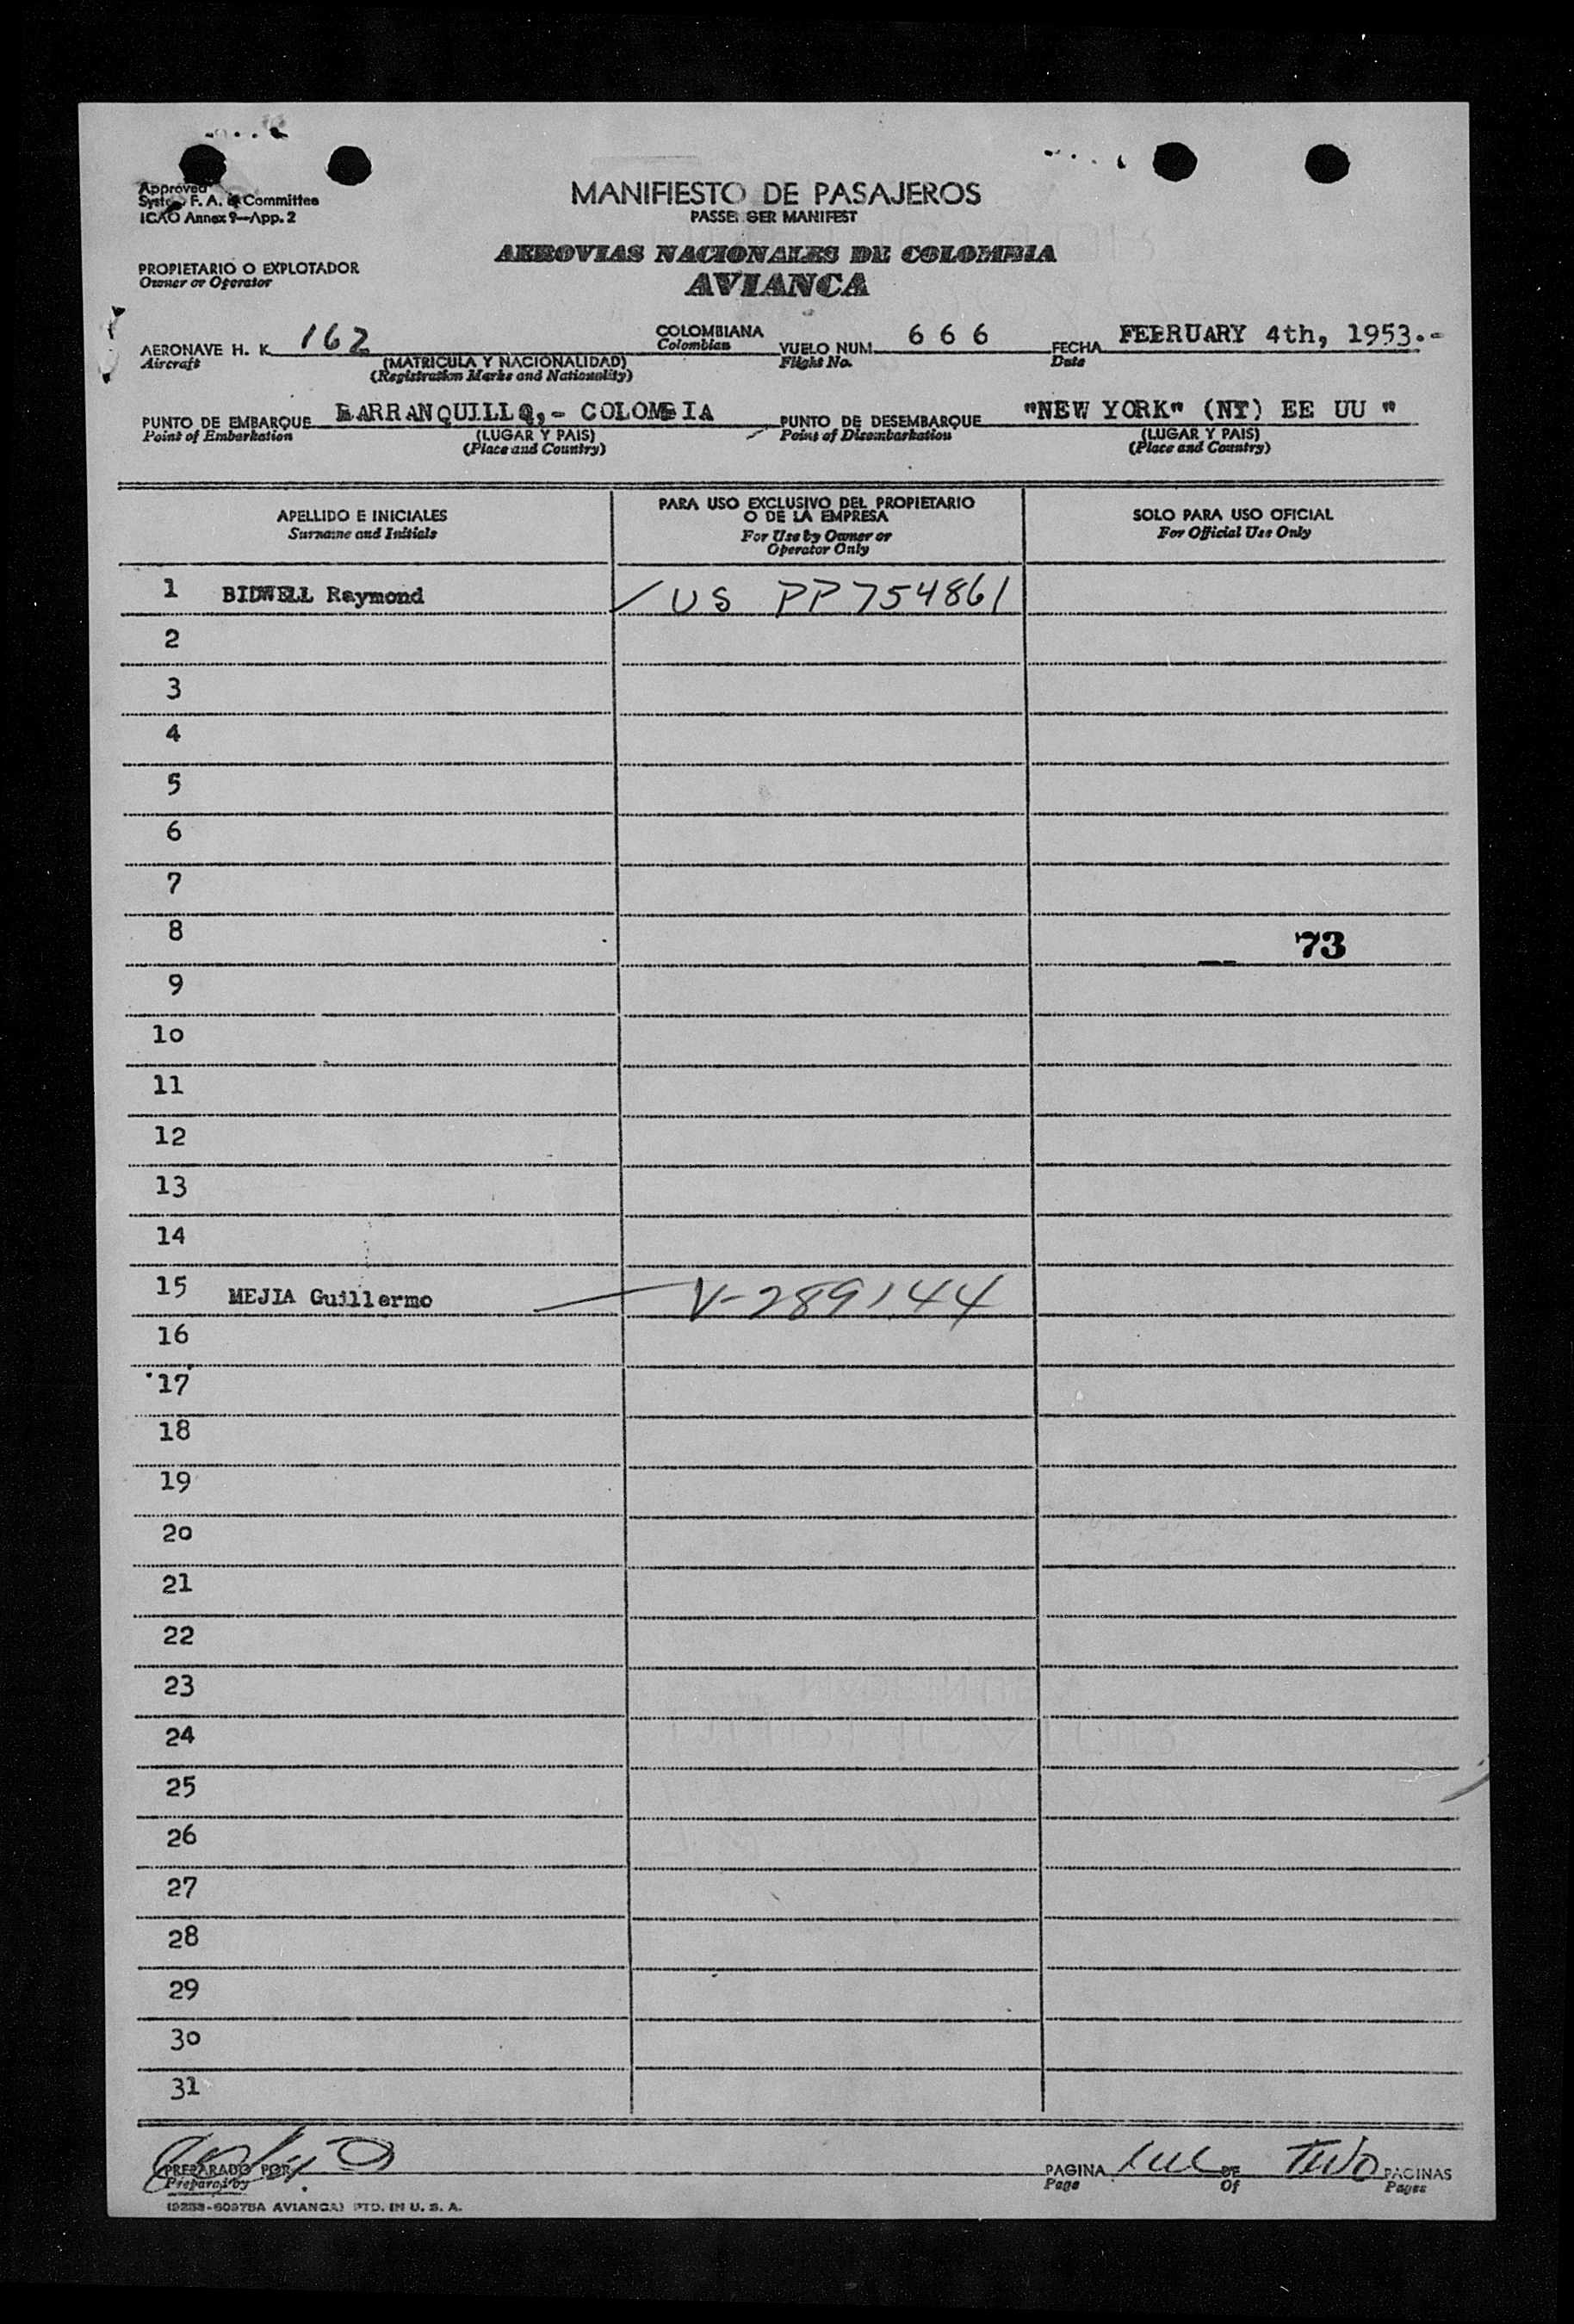 Approved
System F. A. L. Committee
ICAO Annex 9—App. 2
MANIFIESTO DE PASAJEROS
PASSENGER MANIFEST
AEROVIAS NACIONALES DE COLOMBIA
AVIANCA
PROPIETARIO O EXPLOTADOR
Owner or Operator
AERONAVE H. K. 162 COLOMBIANA VUELO NUM. 6 6 6 FECHA FEBRUARY 4th, 1953.-
Aircraft (MATRICULA Y NACIONALIDAD) Colombian Flight No. Date
(Registration Marks and Nationality)
PUNTO DE EMBARQUE BARRANQUILLQ,- COLOMBIA PUNTO DE DESEMBARQUE "NEW YORK" (NY) EE UU "
Point of Embarkation (LUGAR Y PAIS) Point of Disembarkation (LUGAR Y PAIS)
(Place and Country) (Place and Country)
APELLIDO E INICIALES
Surname and Initials
PARA USO EXCLUSIVO DEL PROPIETARIO
O DE LA EMPRESA
For Use by Owner or
Operator Only
SOLO PARA USO OFICIAL
For Official Use Only
1 BIDWELL Raymond US PP754861
2
3
4
5
6
7
8 73
9
10
11
12
13
14
15 MEJIA Guillermo V-289144
16
17
18
19
20
21
22
23
24
25
26
27
28
29
30
31
PREPARADO POR
Prepared by
PAGINA DE TWO PAGINAS
Page Of Pages
AVIANCA) PTD. IN U. S. A.